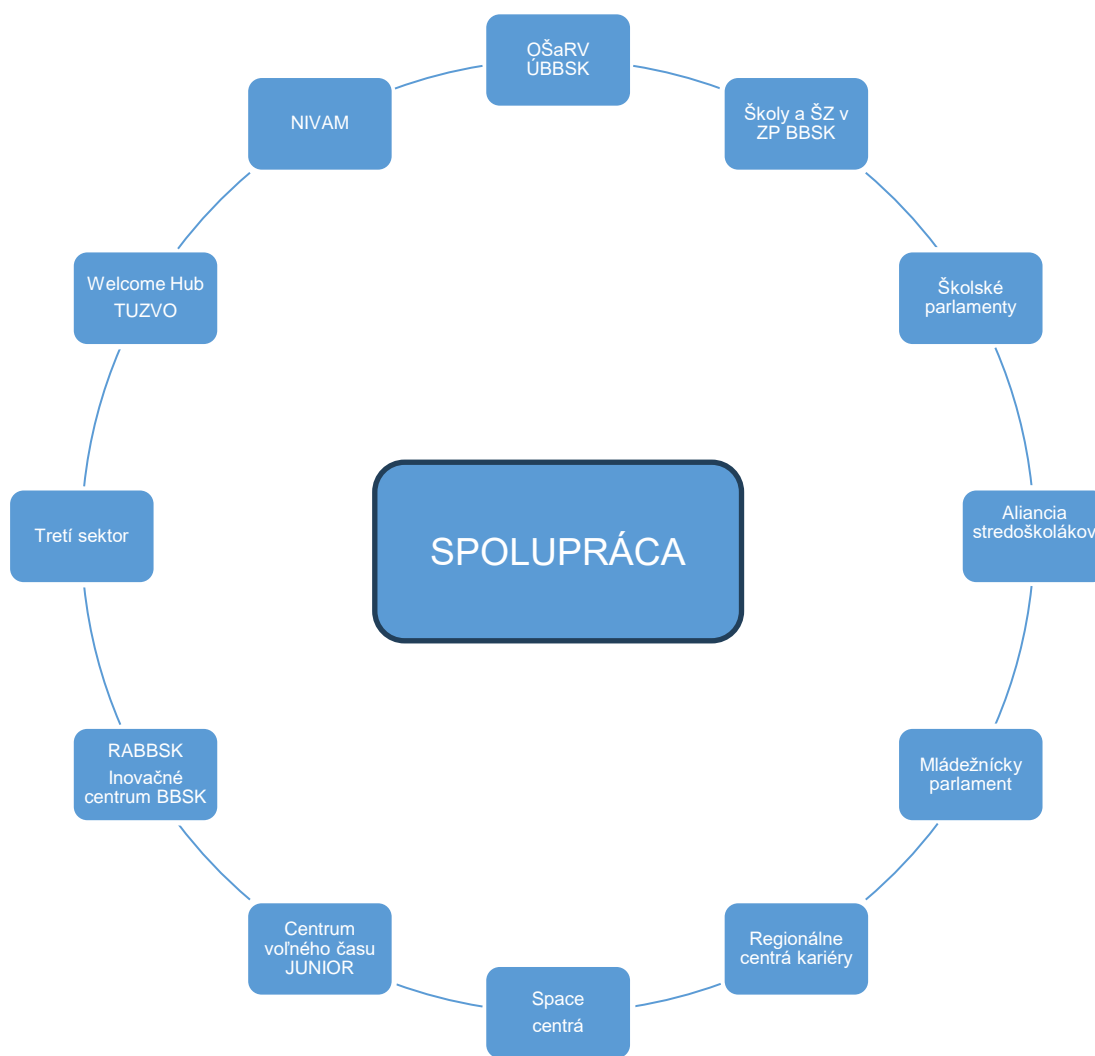 OŠaRV
ÚBBSK
Školy a ŠZ v
ZP BBSK
Školské
parlamenty
Aliancia
stredoškolákov
Mládežnícky
parlament
Regionálne
centrá kariéry
Space
centrá
Centrum
voľného času
JUNIOR
RABBSK
Inovačné
centrum BBSK
Tretí sektor
Welcome Hub
TUZVO
NIVAM
SPOLUPRÁCA